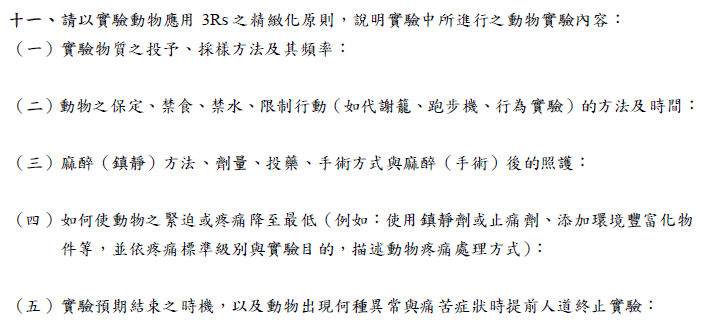 十一、請以實驗動物應用 3Rs 之精緻化原則，說明實驗中所進行之動物實驗內容：
（一）實驗物質之投予、採樣方法及其頻率：
（二）動物之保定、禁食、禁水、限制行動（如代謝籠、跑步機、行為實驗）的方法及時間：
（三）麻醉（鎮靜）方法、劑量、投藥、手術方式與麻醉（手術）後的照護：
（四）如何使動物之緊迫或疼痛降至最低（例如：使用鎮靜劑或止痛劑、添加環境豐富化物
件等，並依疼痛標準級別與實驗目的，描述動物疼痛處理方式）：
（五）實驗預期結束之時機，以及動物出現何種異常與痛苦症狀時提前人道終止實驗：